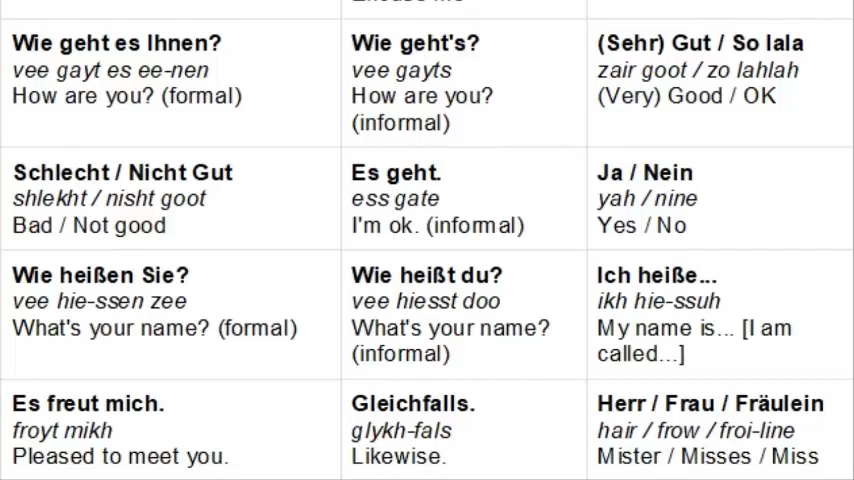 Wie geht es Ihnen?
vee gayt es ee-nen
How are you? (formal)
Wie geht's?
vee gayts
How are you?
(informal)
(Sehr) Gut / So lala
zair goot / zo lahlah
(Very) Good / OK
Schlecht / Nicht Gut
shlekht / nisht goot
Bad / Not good
Es geht.
ess gate
I'm ok. (informal)
Ja / Nein
yah / nine
Yes / No
Wie heißen Sie?
vee hie-ssen zee
What's your name? (formal)
Wie heißt du?
vee hiesst doo
What's your name?
(informal)
Ich heiße...
ikh hie-ssuh
My name is... [I am
called...]
Es freut mich.
froyt mikh
Pleased to meet you.
Gleichfalls.
glykh-fals
Likewise.
Herr / Frau / Fräulein
hair / frow / froi-line
Mister / Misses / Miss